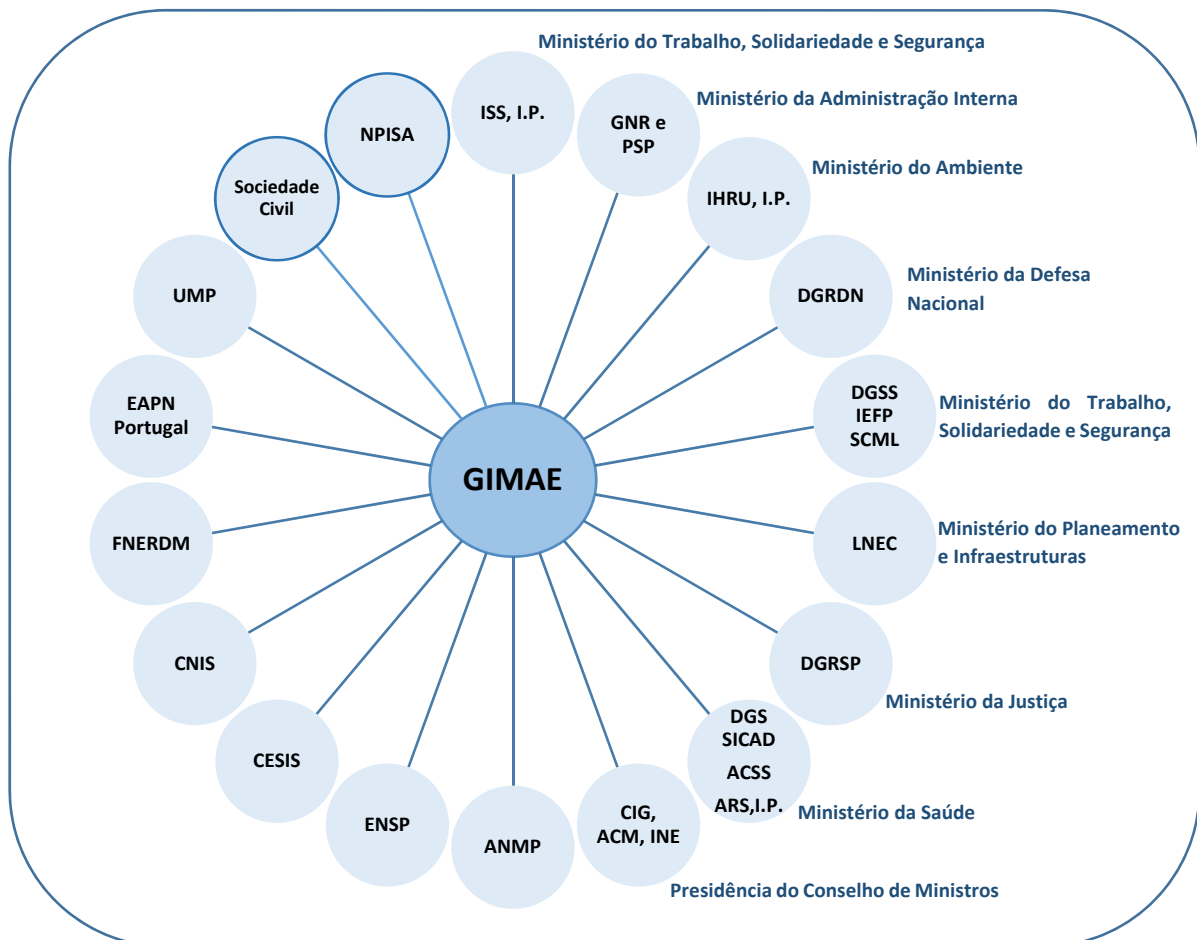 Ministério do Trabalho, Solidariedade e Segurança
ISS, I.P.
Ministério da Administração Interna
GNR e
PSP
Ministério do Ambiente
IHRU, I.P.
Ministério da Defesa
Nacional
DGRDN
DGSS
IEFP
SCML
Ministério do Trabalho,
Solidariedade e Segurança
LNEC
Ministério do Planeamento
e Infraestruturas
DGRSP
Ministério da Justiça
DGS
SICAD
ACSS
ARS,I.P.
Ministério da Saúde
CIG,
ACM, INE
Presidência do Conselho de Ministros
ANMP
ENSP
CESIS
CNIS
FNERDM
EAPN
Portugal
UMP
Sociedade
Civil
NPISA
GIMAE